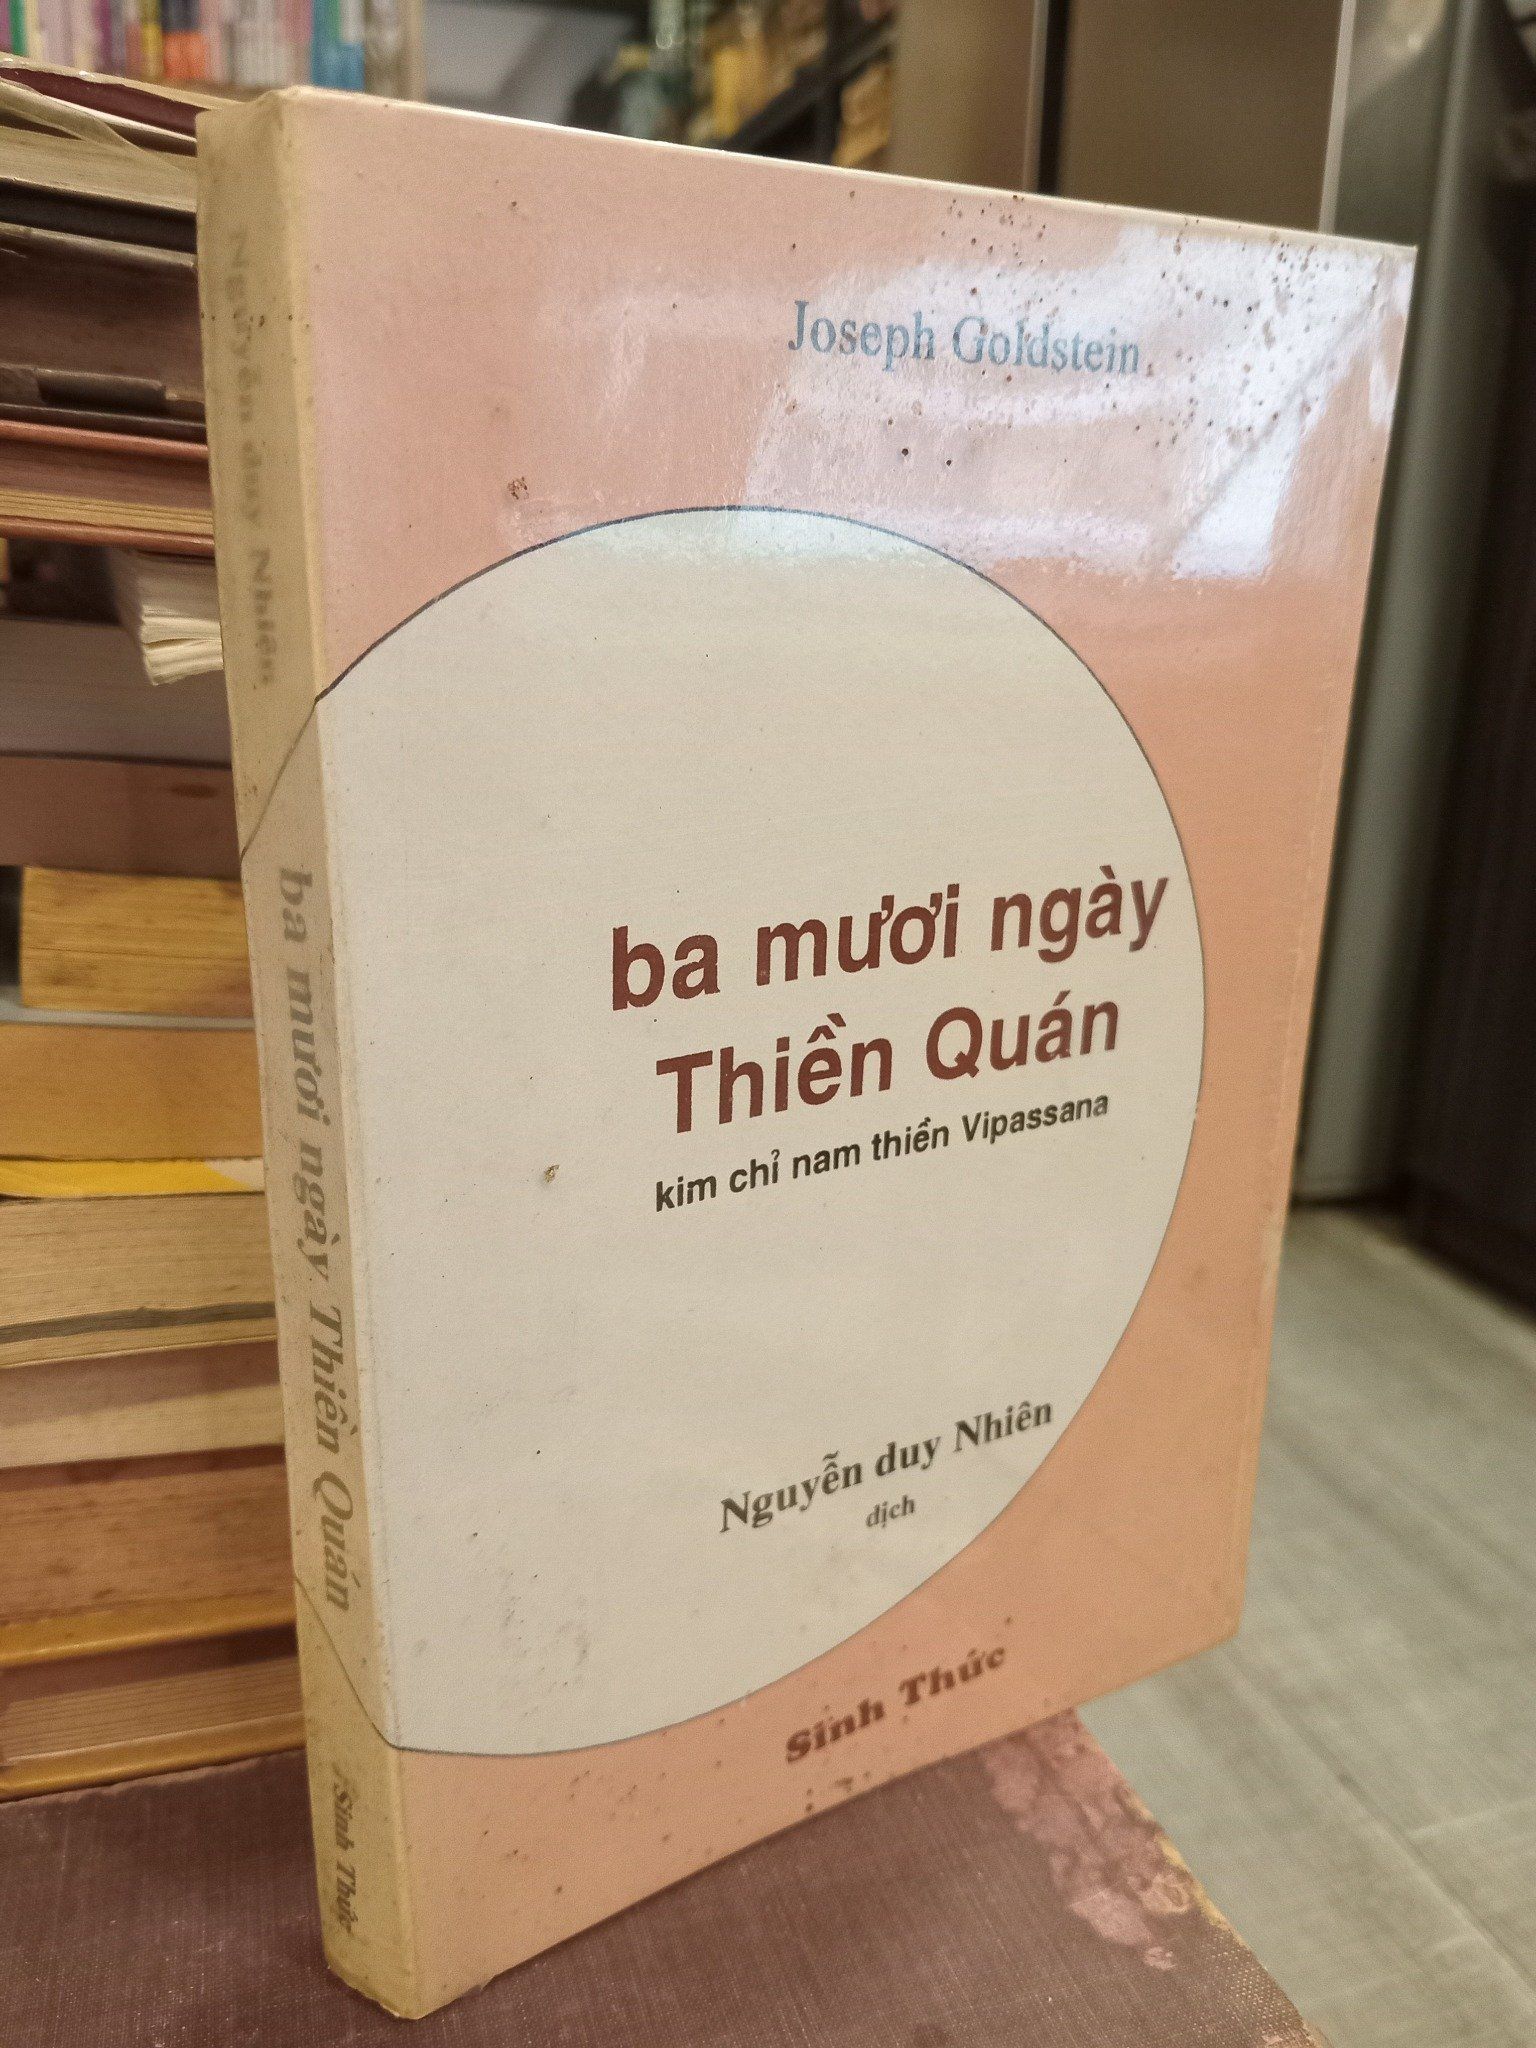 Joseph Goldstein
ba mươi ngày
Thiền Quán
kim chỉ nam thiền Vipassana
Nguyễn duy Nhiên
dịch
Sinh Thức
Nguyễn duy Nhiên
ba mươi ngày Thiền Quán
Sinh Thức